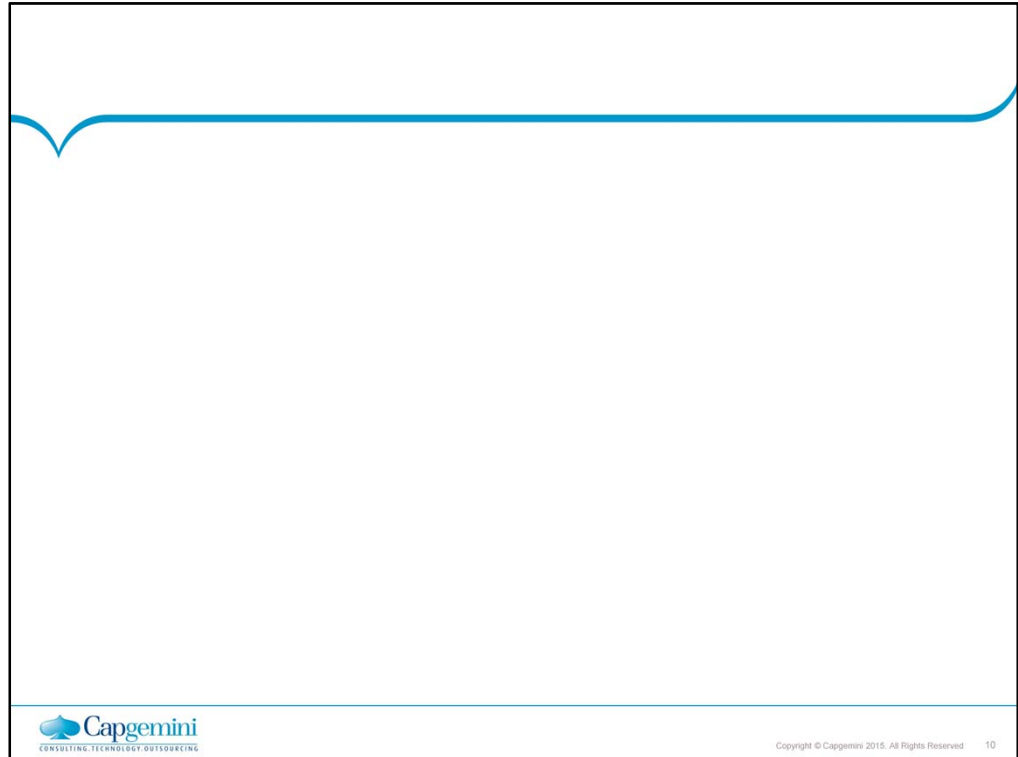 Capgemini
CONSULTING.TECHNOLOGY.OUTSOURCING
Copyright © Capgemini 2015. All Rights Reserved 10